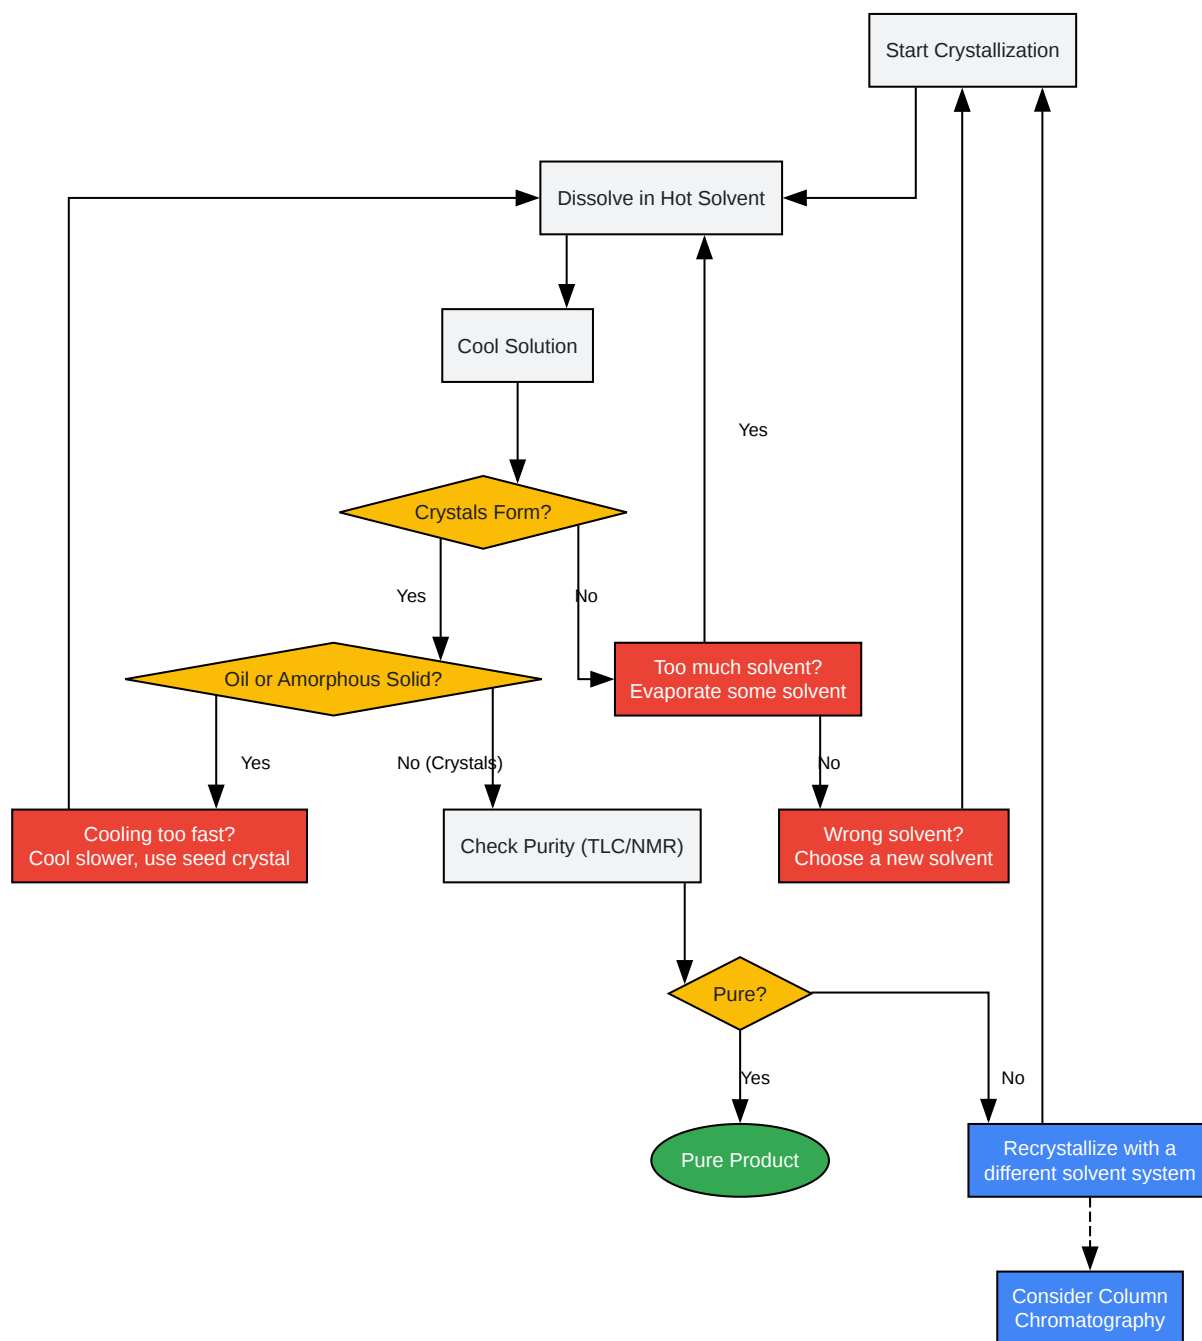 Start Crystallization
Dissolve in Hot Solvent
Cool Solution
Yes
Crystals Form?
Yes
No
Oil or Amorphous Solid?
Too much solvent?
Evaporate some solvent
Yes
No (Crystals)
No
Cooling too fast?
Cool slower, use seed crystal
Check Purity (TLC/NMR)
Wrong solvent?
Choose a new solvent
Pure?
Yes
No
Pure Product
Recrystallize with a
different solvent system
Consider Column
Chromatography